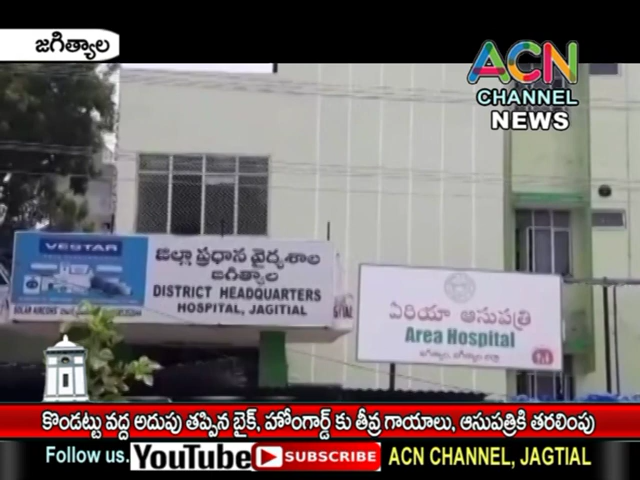 జగిత్యాల
ACN
CHANNEL
NEWS
VESTAR
జిల్లా ప్రధాన వైద్యశాల
జగిత్యాల
DISTRICT HEADQUARTERS
HOSPITAL, JAGITIAL
ఏరియా ఆసుపత్రి
Area Hospital
కొండట్టు వద్ద అదుపు తప్పిన బైక్, హోంగార్డ్ కు తీవ్ర గాయాలు, ఆసుపత్రికి తరలింపు
Follow us. YouTube SUBSCRIBE ACN CHANNEL, JAGTIAL